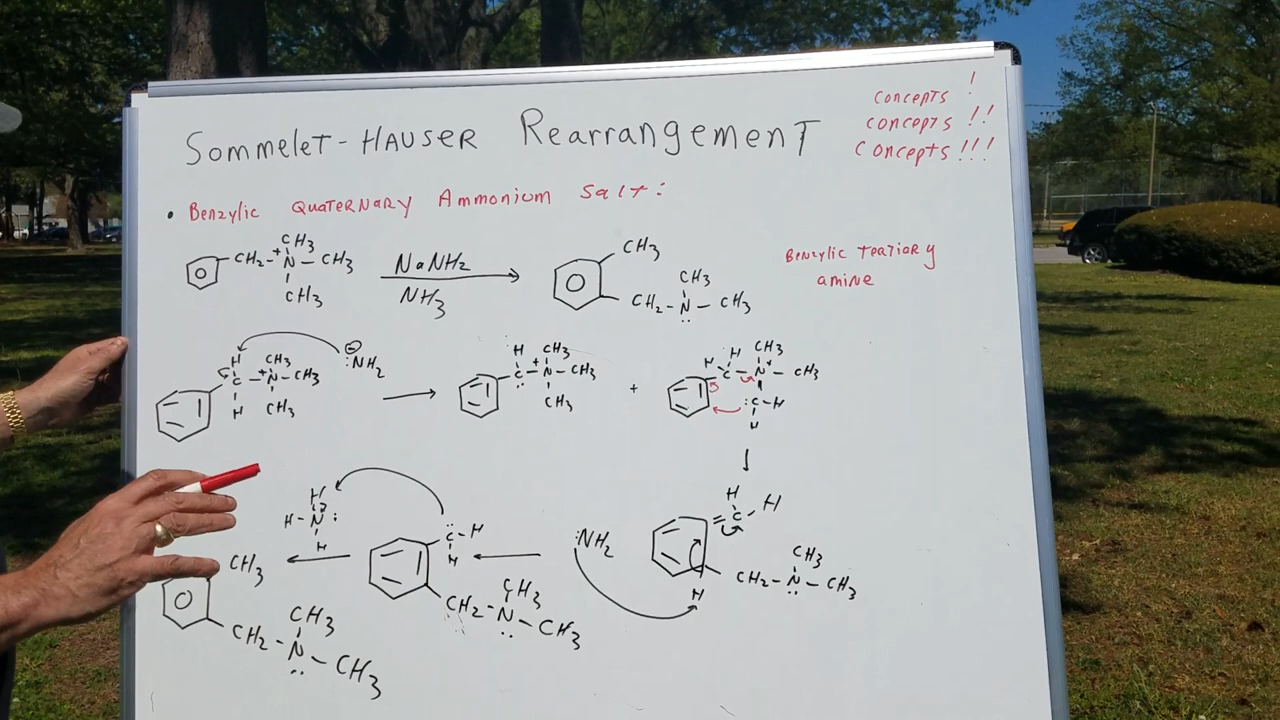 Sommelet-HAUSER Rearrangement
Concepts !
concepts !!
Concepts !!!
• Benzylic QUATERNARY Ammonium Salt:
CH2-N+ CH3 CH3 CH3
NaNH2
NH3
CH3
CH2-N̈ CH3 CH3
Benzylic Teatiary
amine
H C H N+ CH3 CH3 CH3
⊖:NH2
H C̈ N+ CH3 CH3 CH3
+
H H C N+ CH3 CH3 :C-H H
H C H
H
CH2-N̈ CH3 CH3
:NH2
C̈-H H
CH2-N̈ CH3 CH3
H H-N: H
CH3
CH2-N̈ CH3 CH3